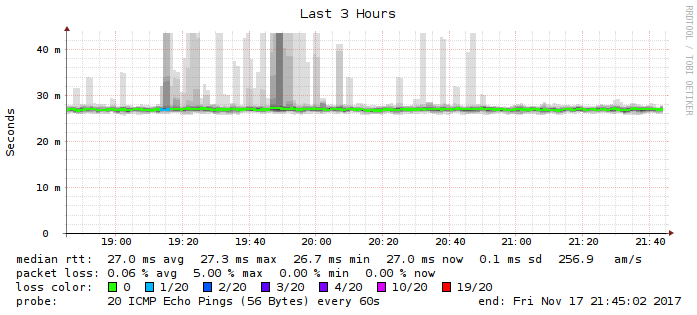 Last 3 Hours
RRDTOOL / TOBI OETIKER
Seconds
40 m
30 m
20 m
10 m
0
19:00 19:20 19:40 20:00 20:20 20:40 21:00 21:20 21:40
median rtt: 27.0 ms avg 27.3 ms max 26.7 ms min 27.0 ms now 0.1 ms sd 256.9 am/s
packet loss: 0.06 % avg 5.00 % max 0.00 % min 0.00 % now
loss color: 0 1/20 2/20 3/20 4/20 10/20 19/20
probe: 20 ICMP Echo Pings (56 Bytes) every 60s end: Fri Nov 17 21:45:02 2017